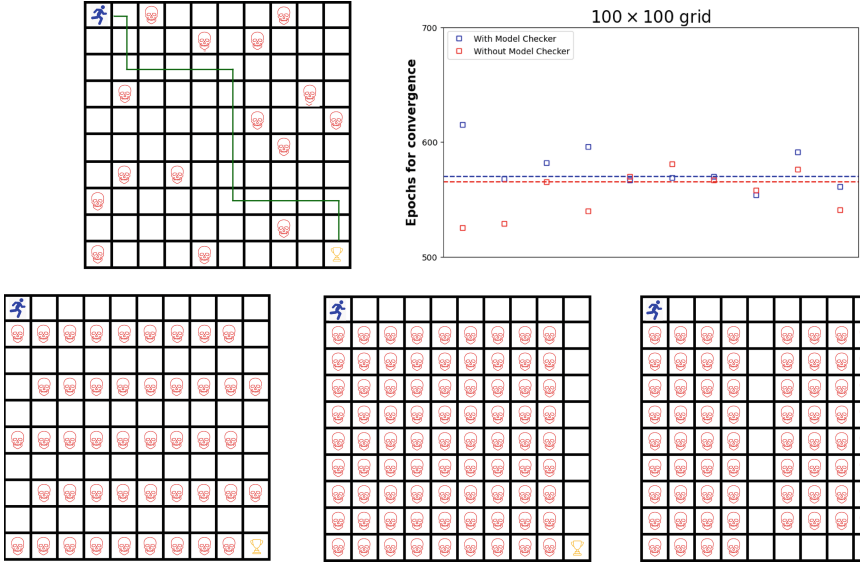 100 × 100 grid
With Model Checker
Without Model Checker
Epochs for convergence
700
600
500